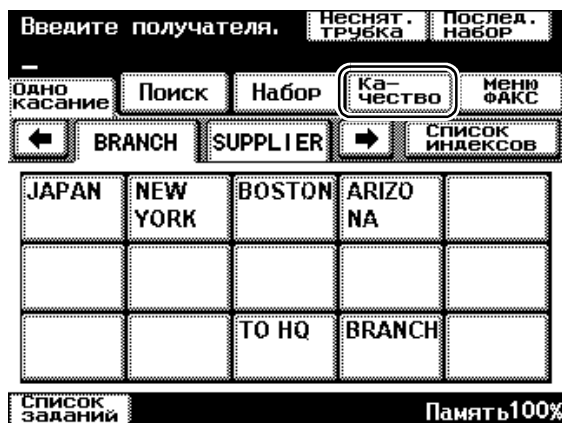 Введите получателя.
Неснят. трубка
Послед. набор
Одно касание
Поиск
Набор
Ка-
чество
Меню ФАКС
BRANCH
SUPPLIER
Список индексов
JAPAN
NEW YORK
BOSTON
ARIZO
NA
TO HQ
BRANCH
Список заданий
Память100%